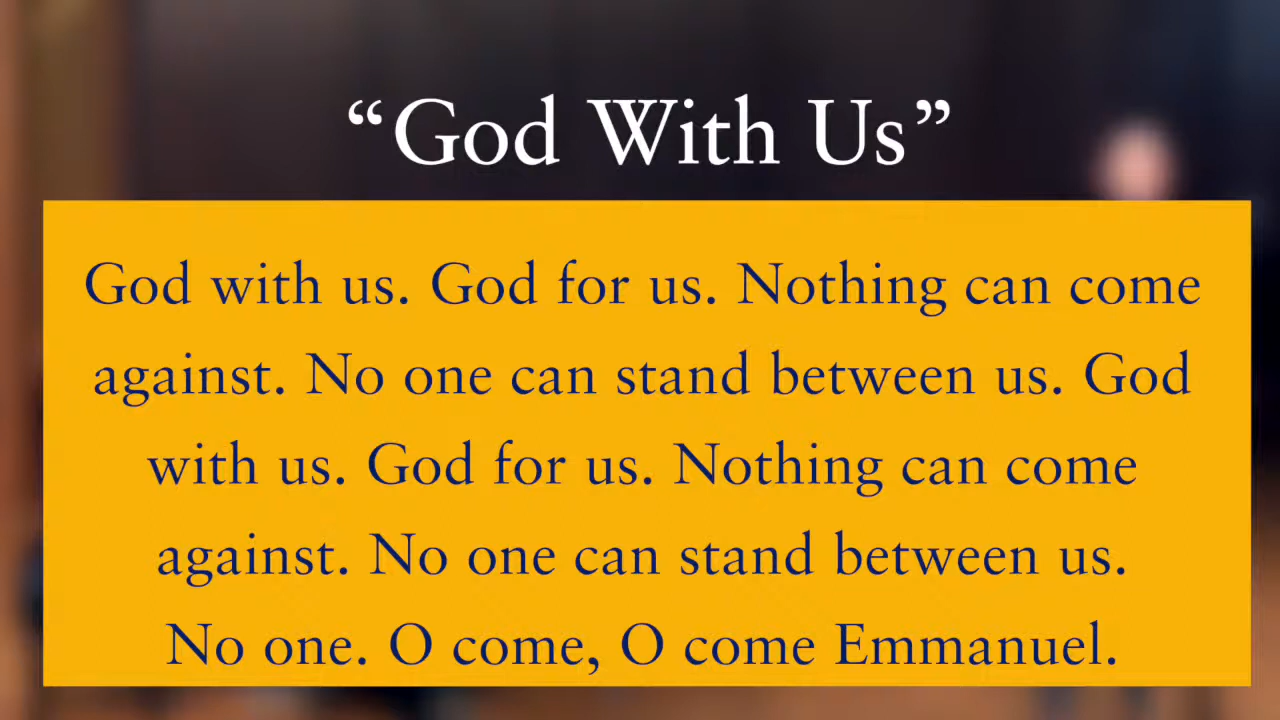 “God With Us”
God with us. God for us. Nothing can come
against. No one can stand between us. God
with us. God for us. Nothing can come
against. No one can stand between us.
No one. O come, O come Emmanuel.